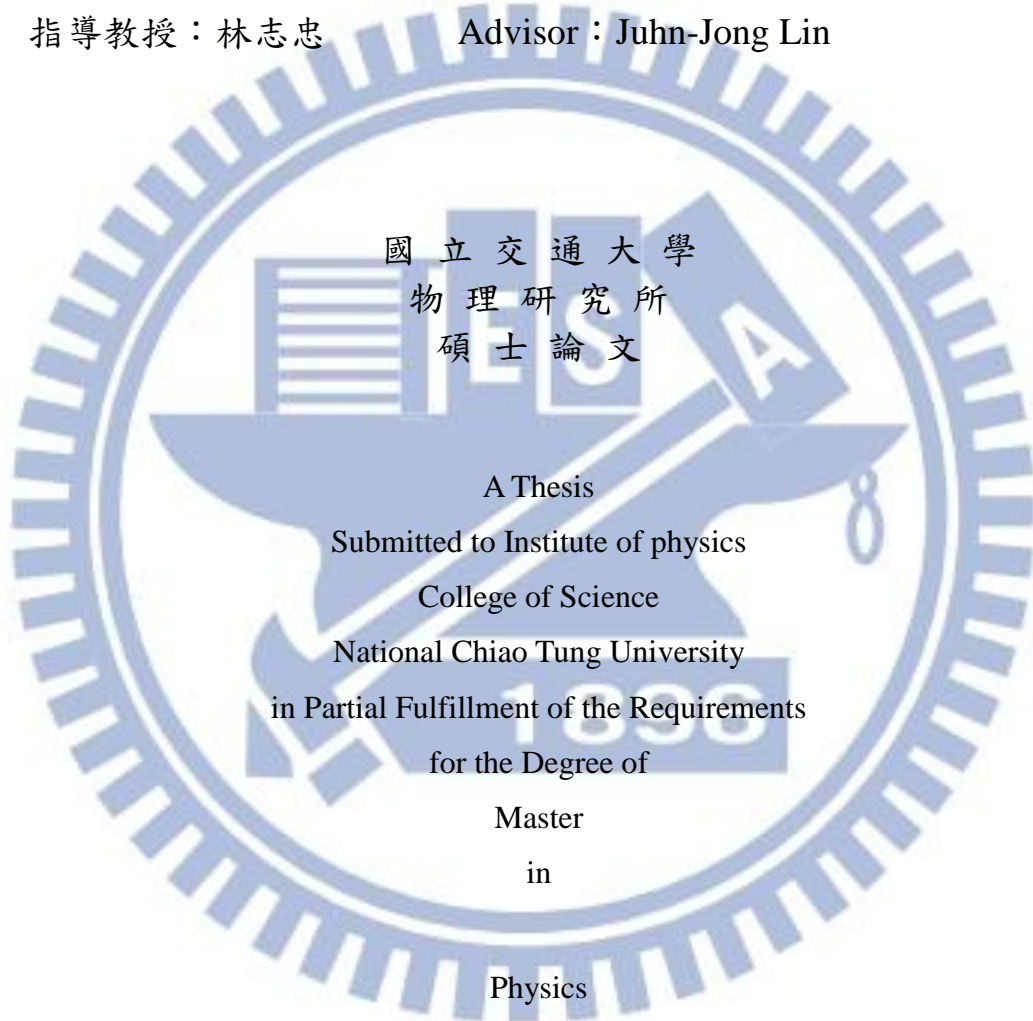 指導教授：林志忠 Advisor：Juhn-Jong Lin
國 立 交 通 大 學
物 理 研 究 所
碩 士 論 文
E S A
A Thesis
Submitted to Institute of physics
College of Science
National Chiao Tung University
1896
in Partial Fulfillment of the Requirements
for the Degree of
Master
in
Physics